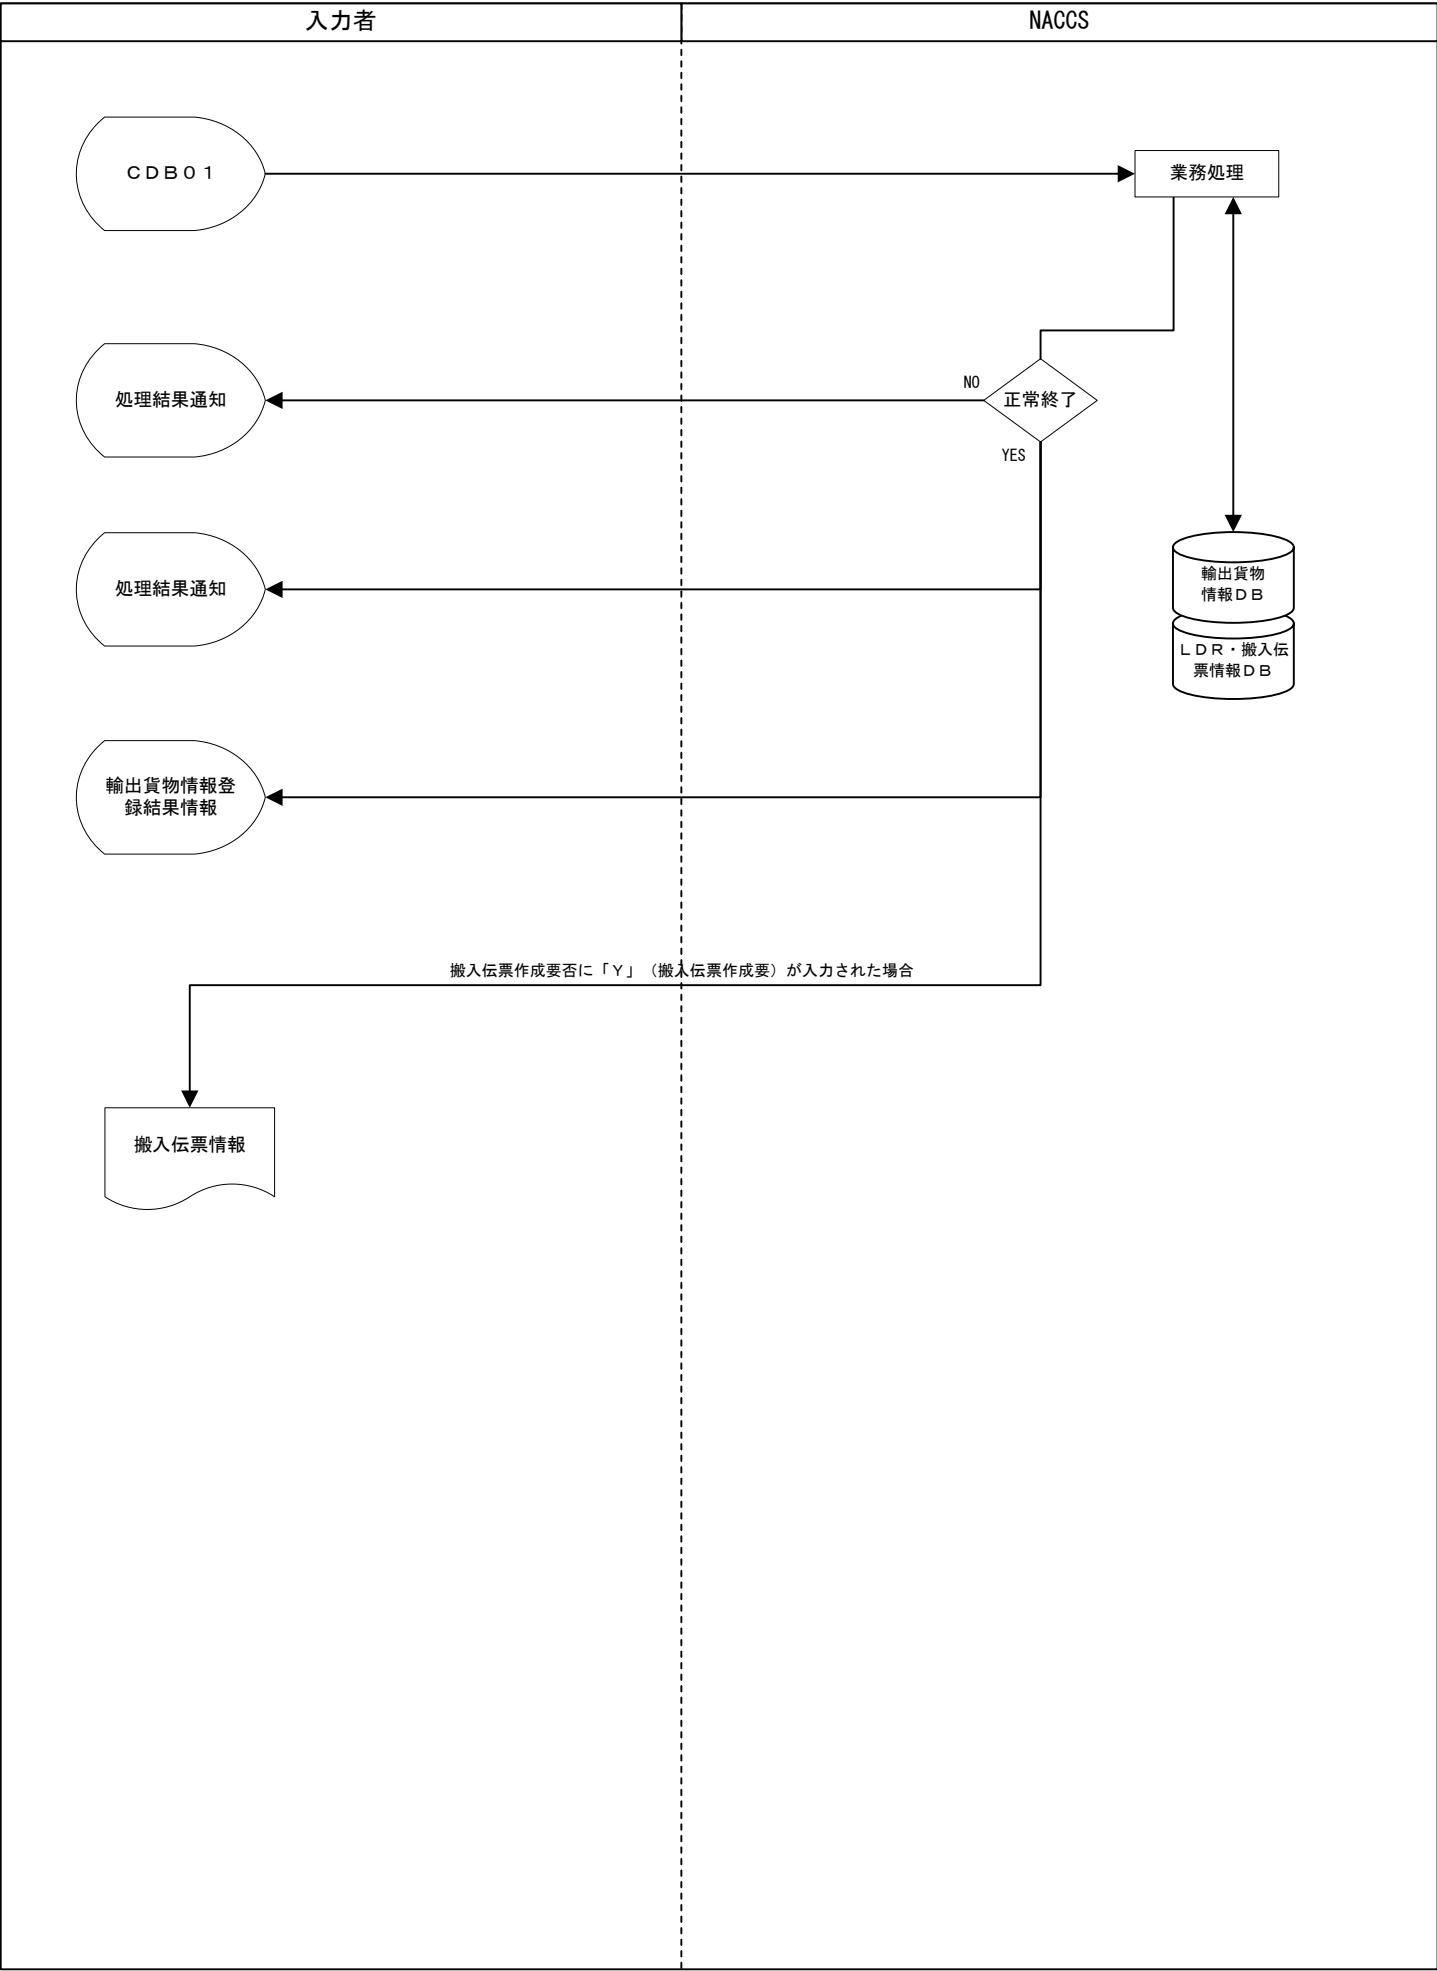 入力者
NACCS
ＣＤＢ０１
業務処理
処理結果通知
NO
正常終了
YES
処理結果通知
輸出貨物
情報ＤＢ
ＬＤＲ・搬入伝
票情報ＤＢ
輸出貨物情報登
録結果情報
搬入伝票作成要否に「Ｙ」（搬入伝票作成要）が入力された場合
搬入伝票情報